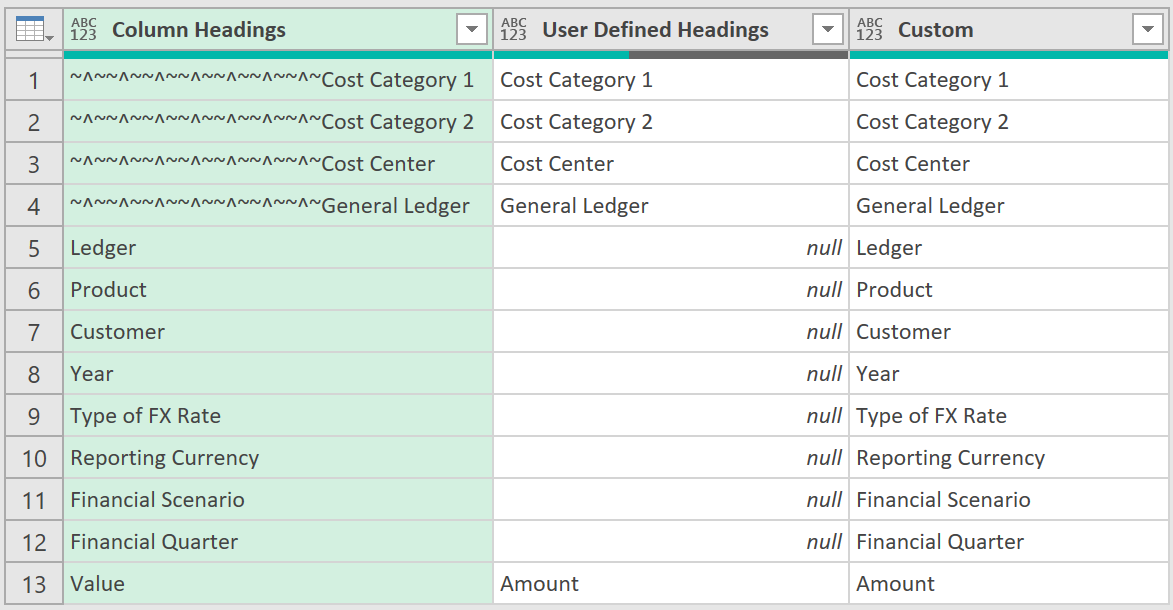 ABC 123 Column Headings ABC 123 User Defined Headings ABC 123 Custom
1 ~^~~^~~^~~^~~^~~^~~^~Cost Category 1 Cost Category 1 Cost Category 1
2 ~^~~^~~^~~^~~^~~^~~^~Cost Category 2 Cost Category 2 Cost Category 2
3 ~^~~^~~^~~^~~^~~^~~^~Cost Center Cost Center Cost Center
4 ~^~~^~~^~~^~~^~~^~~^~General Ledger General Ledger General Ledger
5 Ledger null Ledger
6 Product null Product
7 Customer null Customer
8 Year null Year
9 Type of FX Rate null Type of FX Rate
10 Reporting Currency null Reporting Currency
11 Financial Scenario null Financial Scenario
12 Financial Quarter null Financial Quarter
13 Value Amount Amount